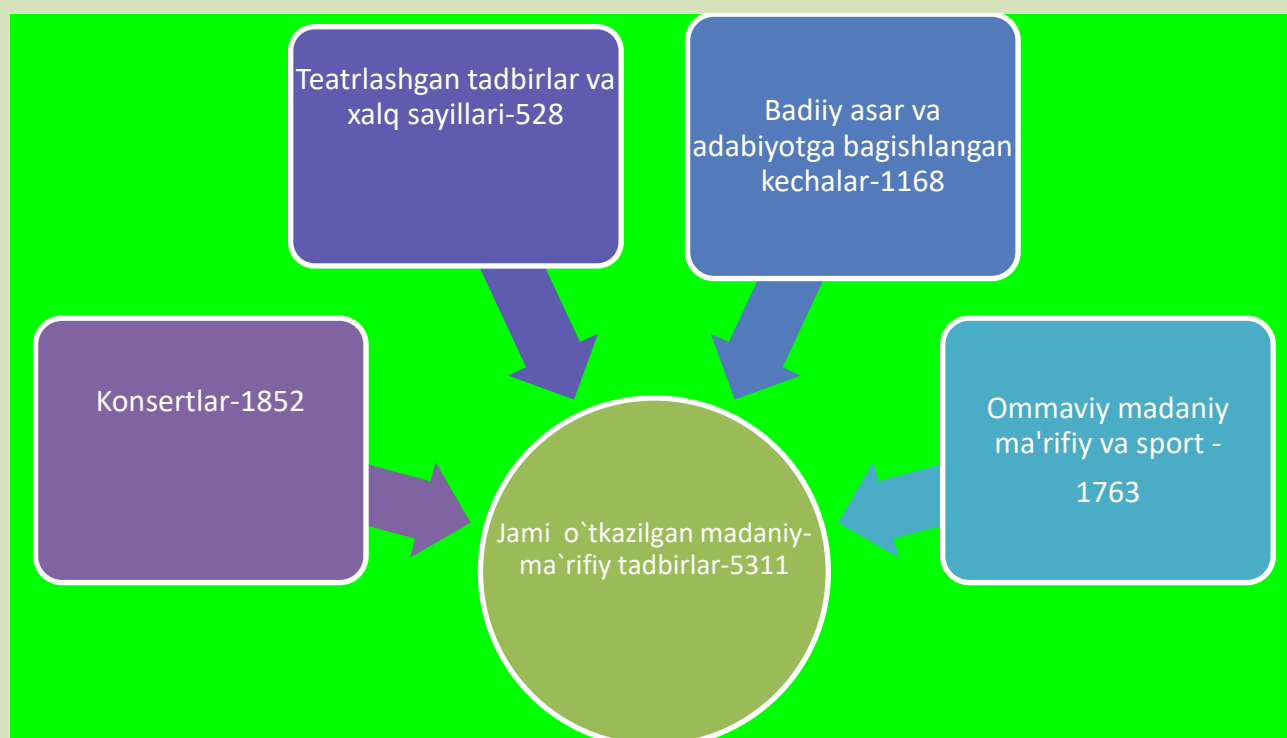 Teatrlashgan tadbirlar va
xalq sayillari-528
Badiiy asar va
adabiyotga bagishlangan
kechalar-1168
Konsertlar-1852
Ommaviy madaniy
ma'rifiy va sport -
1763
Jami o`tkazilgan madaniy-
ma`rifiy tadbirlar-5311